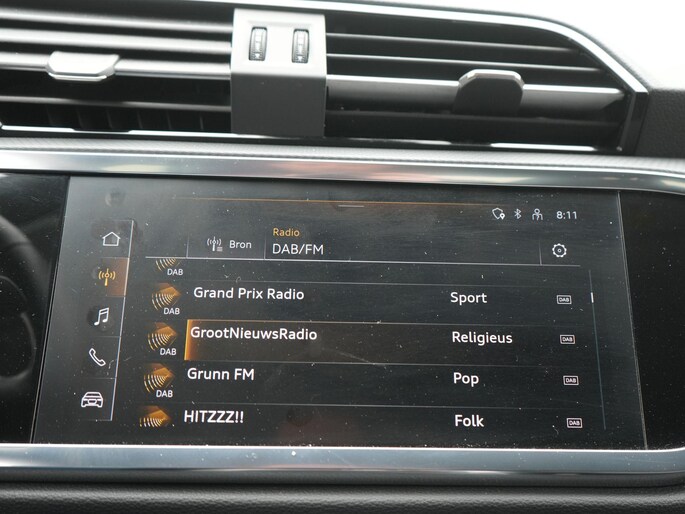 8:11
Radio
Bron DAB/FM
DAB
Grand Prix Radio Sport DAB
DAB
GrootNieuwsRadio Religieus DAB
DAB
Grunn FM Pop DAB
DAB
HITZZZ!! Folk DAB